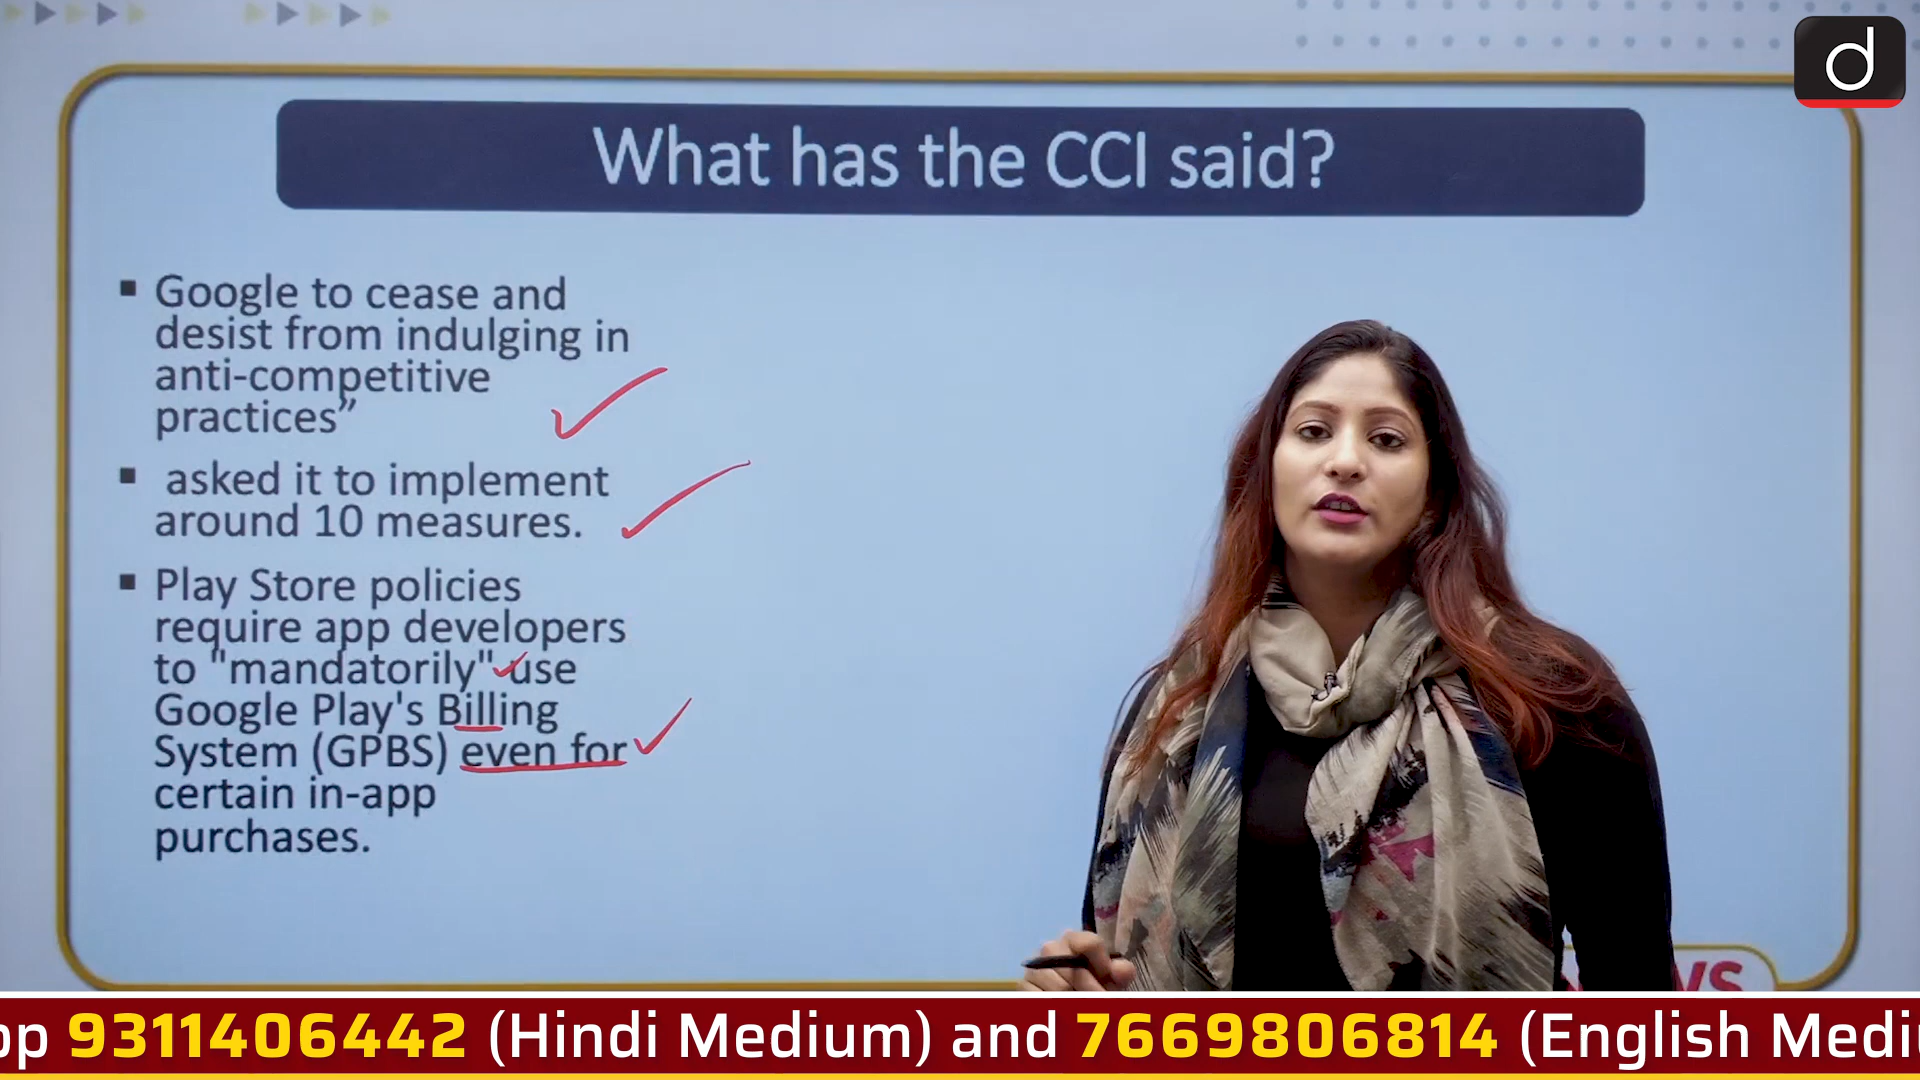 d
What has the CCI said?
Google to cease and
desist from indulging in
anti-competitive
practices”
asked it to implement
around 10 measures.
Play Store policies
require app developers
to "mandatorily" use
Google Play's Billing
System (GPBS) even for
certain in-app
purchases.
9311406442 (Hindi Medium) and 7669806814 (English